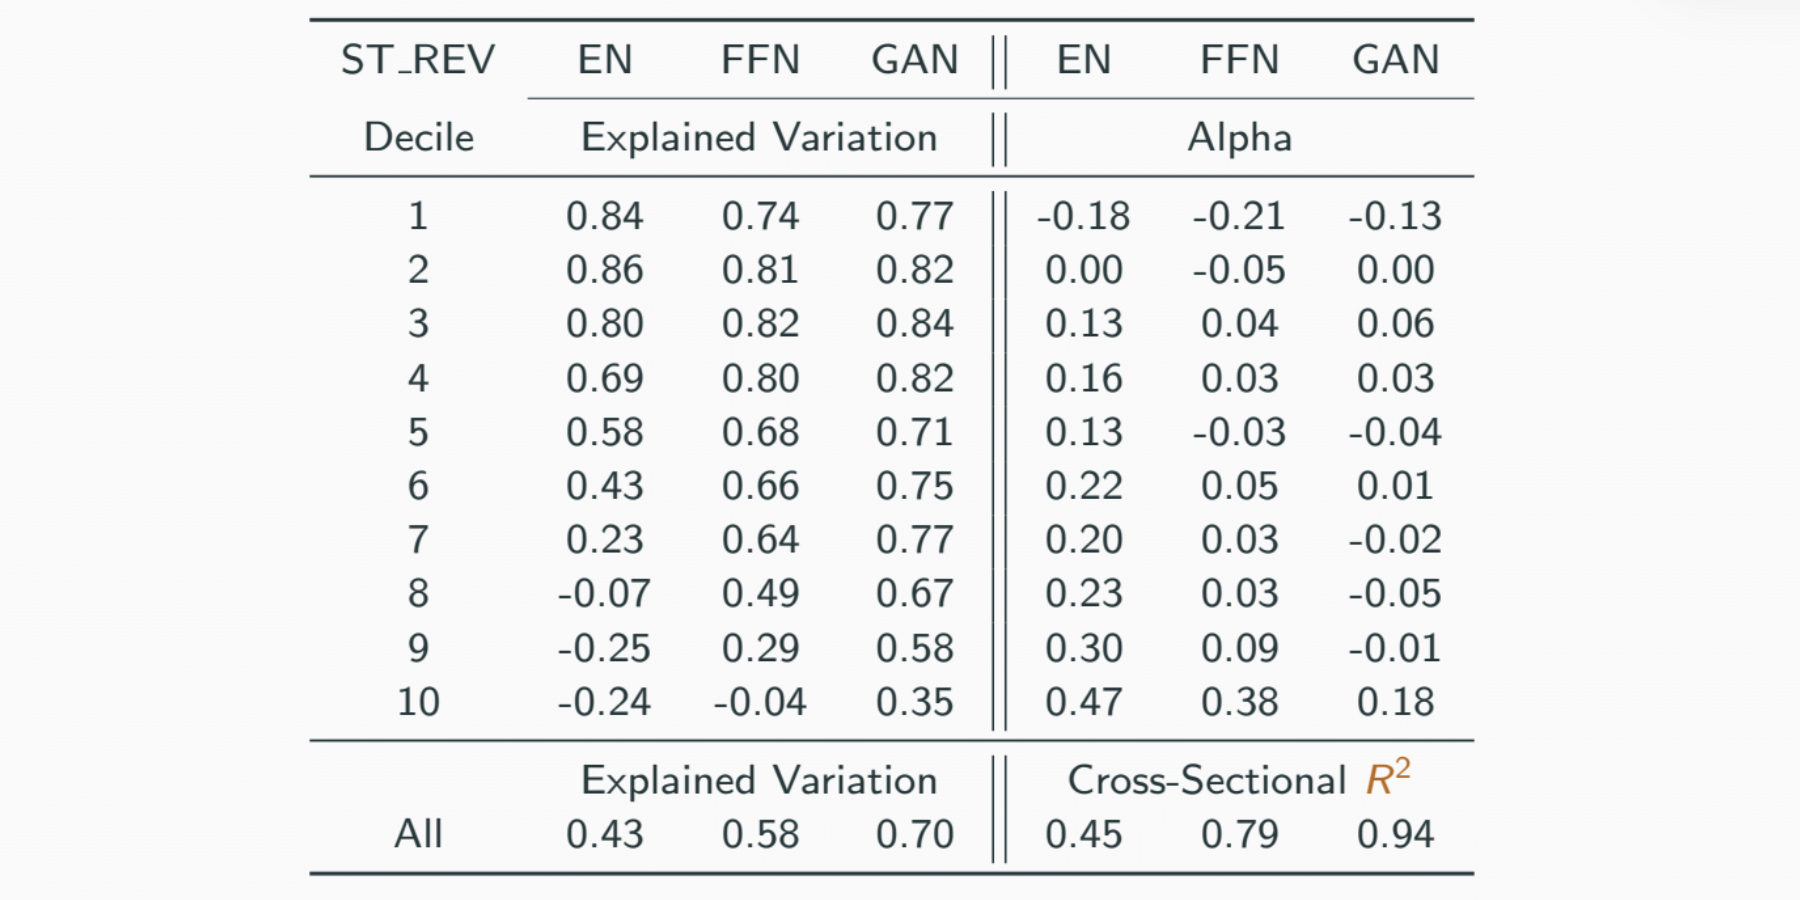 ST_REV EN FFN GAN EN FFN GAN
Decile Explained Variation Alpha
1 0.84 0.74 0.77 -0.18 -0.21 -0.13
2 0.86 0.81 0.82 0.00 -0.05 0.00
3 0.80 0.82 0.84 0.13 0.04 0.06
4 0.69 0.80 0.82 0.16 0.03 0.03
5 0.58 0.68 0.71 0.13 -0.03 -0.04
6 0.43 0.66 0.75 0.22 0.05 0.01
7 0.23 0.64 0.77 0.20 0.03 -0.02
8 -0.07 0.49 0.67 0.23 0.03 -0.05
9 -0.25 0.29 0.58 0.30 0.09 -0.01
10 -0.24 -0.04 0.35 0.47 0.38 0.18
Explained Variation Cross-Sectional R²
All 0.43 0.58 0.70 0.45 0.79 0.94